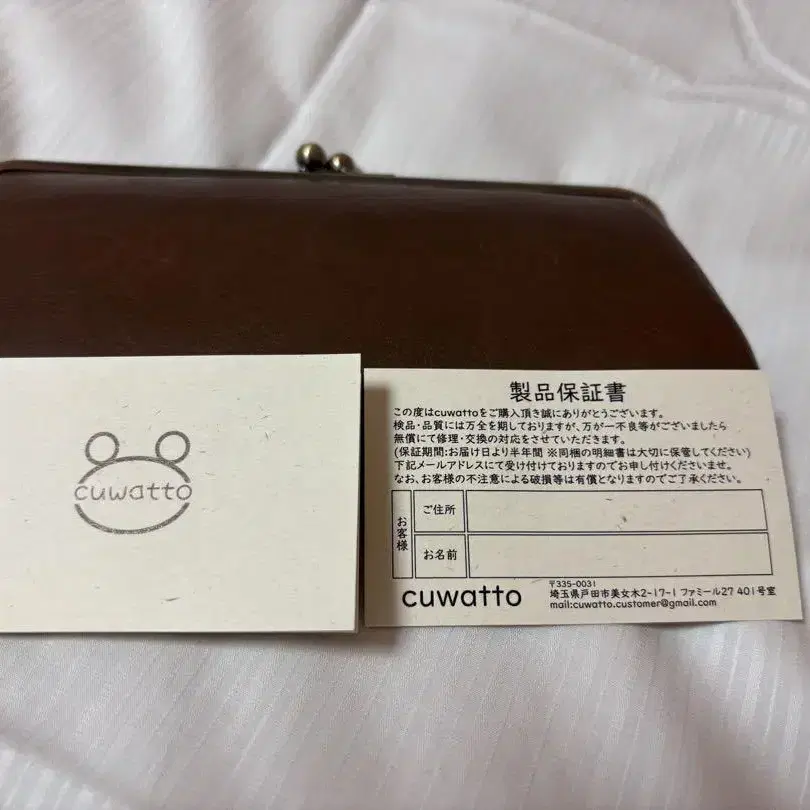 cuwatto
製品保証書
この度はcuwattoをご購入頂き誠にありがとうございます。
検品・品質には万全を期しておりますが、万が一不良等がございましたら
無償にて修理・交換の対応をさせていただきます。
(保証期間:お届け日より半年間 ※同梱の明細書は大切に保管してください)
下記メールアドレスにて受け付けておりますのでお申し付けくださいませ。
なお、お客様の不注意による破損等は有償となりますのでご了承ください。
お客様
ご住所
お名前
cuwatto
〒335-0031
埼玉県戸田市美女木2-17-1 ファミール27 401号室
mail:cuwatto.customer@gmail.com